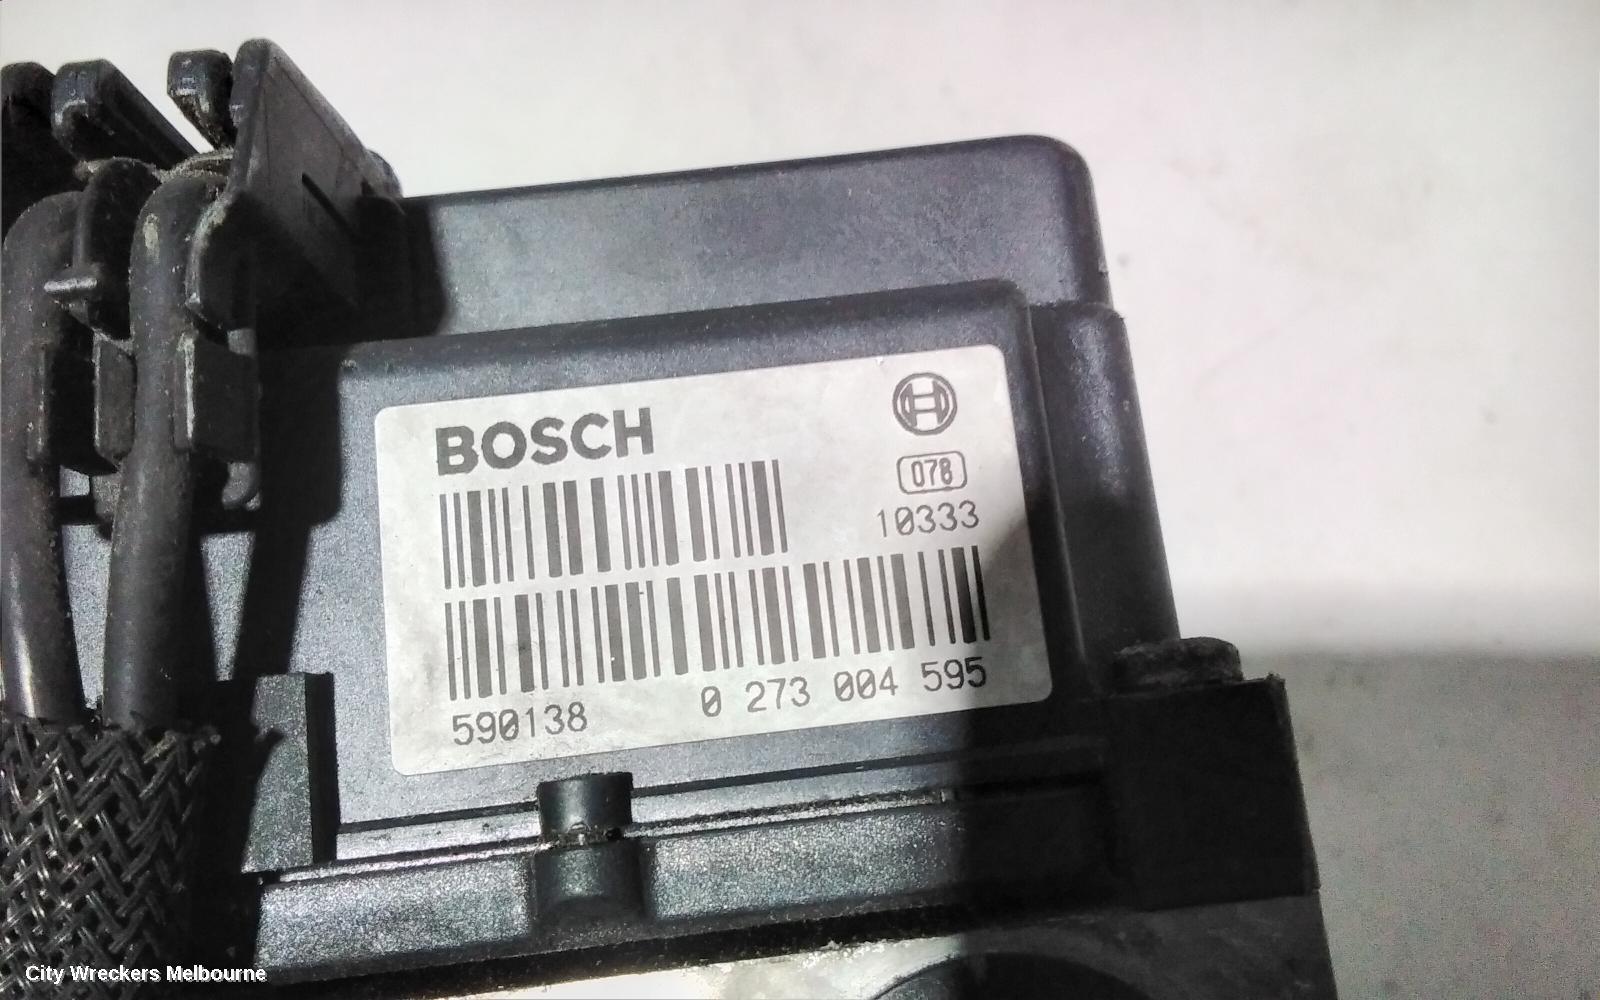 BOSCH
078
10333
590138 0 273 004 595
City Wreckers Melbourne